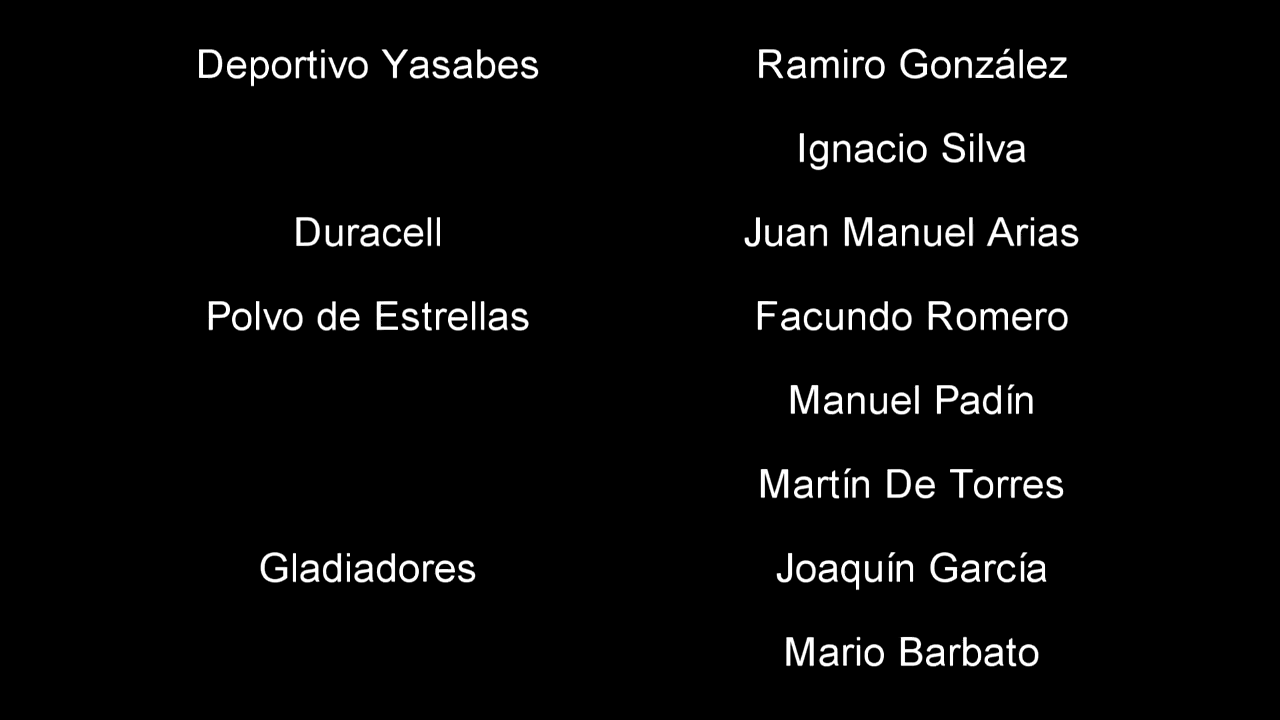 Deportivo Yasabes Ramiro González
Ignacio Silva
Duracell Juan Manuel Arias
Polvo de Estrellas Facundo Romero
Manuel Padín
Martín De Torres
Gladiadores Joaquín García
Mario Barbato